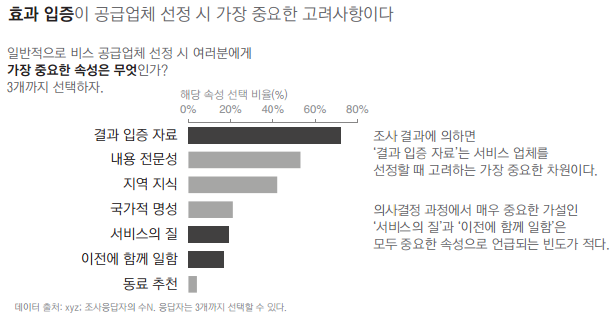 효과 입증이 공급업체 선정 시 가장 중요한 고려사항이다
일반적으로 비스 공급업체 선정 시 여러분에게
가장 중요한 속성은 무엇인가?
3개까지 선택하자.
해당 속성 선택 비율(%)
0% 20% 40% 60% 80%
결과 입증 자료
내용 전문성
지역 지식
국가적 명성
서비스의 질
이전에 함께 일함
동료 추천
조사 결과에 의하면
‘결과 입증 자료’는 서비스 업체를
선정할 때 고려하는 가장 중요한 차원이다.
의사결정 과정에서 매우 중요한 가설인
‘서비스의 질’과 ‘이전에 함께 일함’은
모두 중요한 속성으로 언급되는 빈도가 적다.
데이터 출처: xyz; 조사응답자의 수N. 응답자는 3개까지 선택할 수 있다.